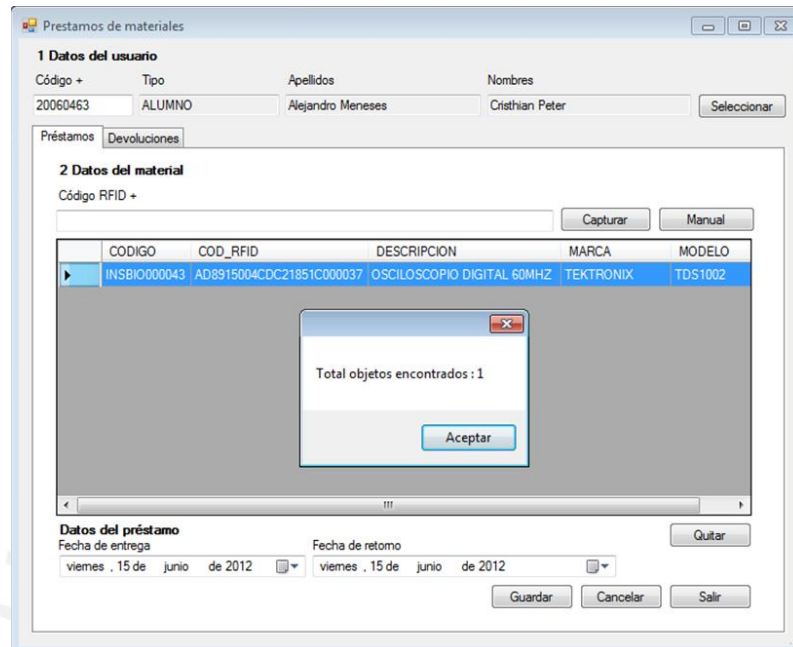 Prestamos de materiales
1 Datos del usuario
Código + Tipo Apellidos Nombres
20060463 ALUMNO Alejandro Meneses Cristhian Peter Seleccionar
Préstamos Devoluciones
2 Datos del material
Código RFID +
Capturar Manual
CODIGO COD_RFID DESCRIPCION MARCA MODELO
INSBIO000043 AD8915004CDC21851C000037 OSCILOSCOPIO DIGITAL 60MHZ TEKTRONIX TDS1002
Total objetos encontrados : 1
Aceptar
Datos del préstamo
Quitar
Fecha de entrega Fecha de retorno
viernes , 15 de junio de 2012 viernes , 15 de junio de 2012
Guardar Cancelar Salir